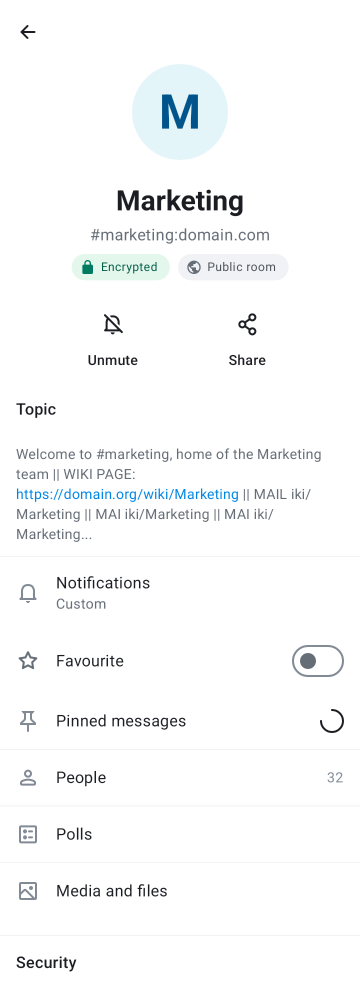 M
Marketing
#marketing:domain.com
Encrypted
Public room
Unmute
Share
Topic
Welcome to #marketing, home of the Marketing
team || WIKI PAGE:
https://domain.org/wiki/Marketing || MAIL iki/
Marketing || MAI iki/Marketing || MAI iki/
Marketing...
Notifications
Custom
Favourite
Pinned messages
People 32
Polls
Media and files
Security